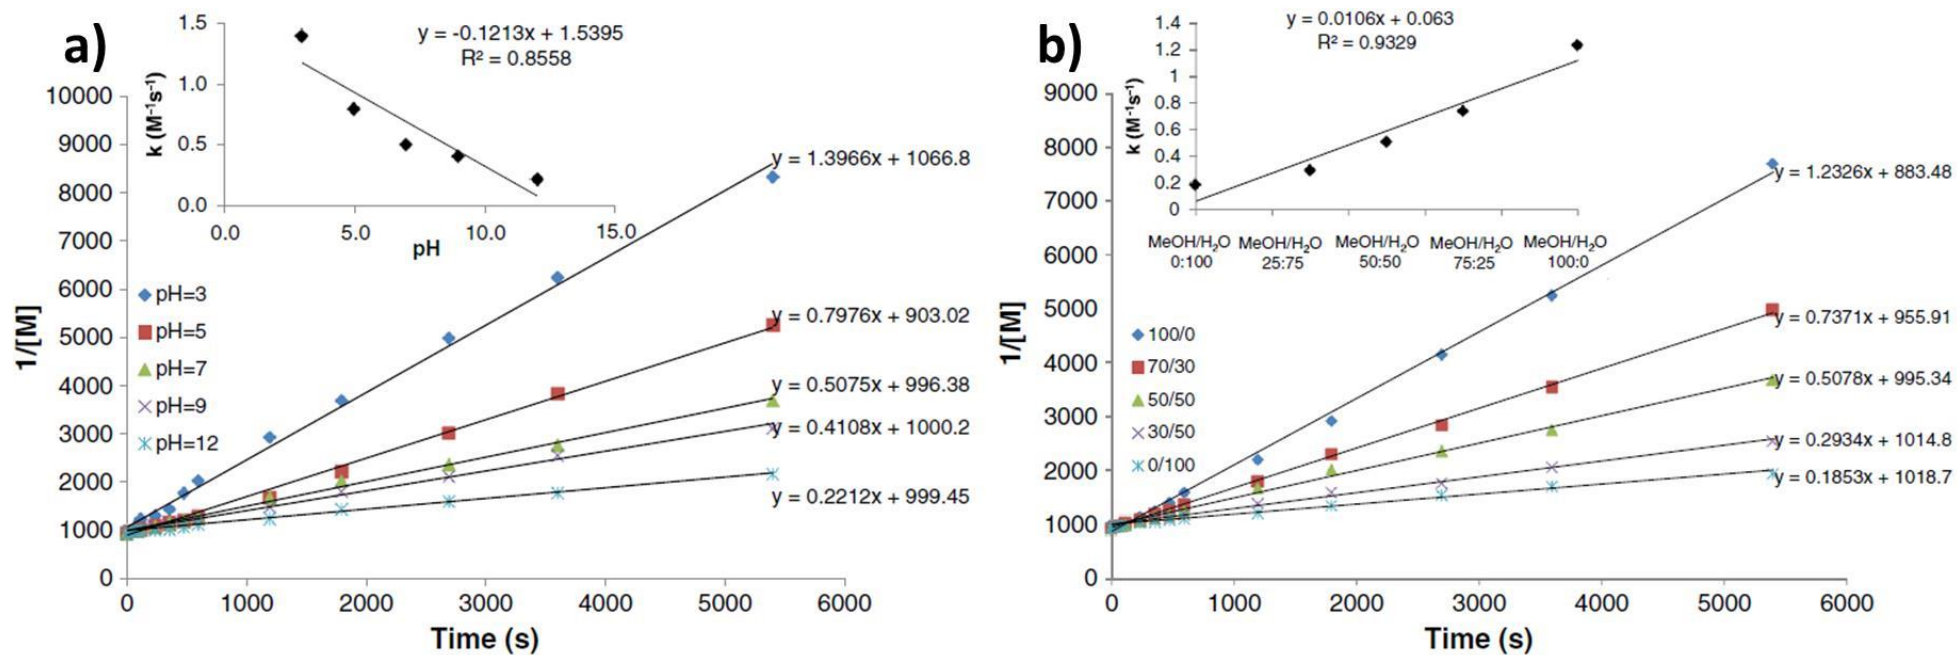 a)
1.5
1.0
0.5
0.0
k (M⁻¹s⁻¹)
y = -0.1213x + 1.5395
R² = 0.8558
0.0
5.0
10.0
15.0
pH
10000
9000
8000
7000
6000
5000
4000
3000
2000
1000
0
1/[M]
pH=3
pH=5
pH=7
pH=9
pH=12
y = 1.3966x + 1066.8
y = 0.7976x + 903.02
y = 0.5075x + 996.38
y = 0.4108x + 1000.2
y = 0.2212x + 999.45
0
1000
2000
3000
4000
5000
6000
Time (s)
b)
1.4
1.2
1
0.8
0.6
0.4
0.2
0
k (M⁻¹s⁻¹)
y = 0.0106x + 0.063
R² = 0.9329
MeOH/H₂O
0:100
MeOH/H₂O
25:75
MeOH/H₂O
50:50
MeOH/H₂O
75:25
MeOH/H₂O
100:0
9000
8000
7000
6000
5000
4000
3000
2000
1000
0
1/[M]
100/0
70/30
50/50
30/50
0/100
y = 1.2326x + 883.48
y = 0.7371x + 955.91
y = 0.5078x + 995.34
y = 0.2934x + 1014.8
y = 0.1853x + 1018.7
0
1000
2000
3000
4000
5000
6000
Time (s)